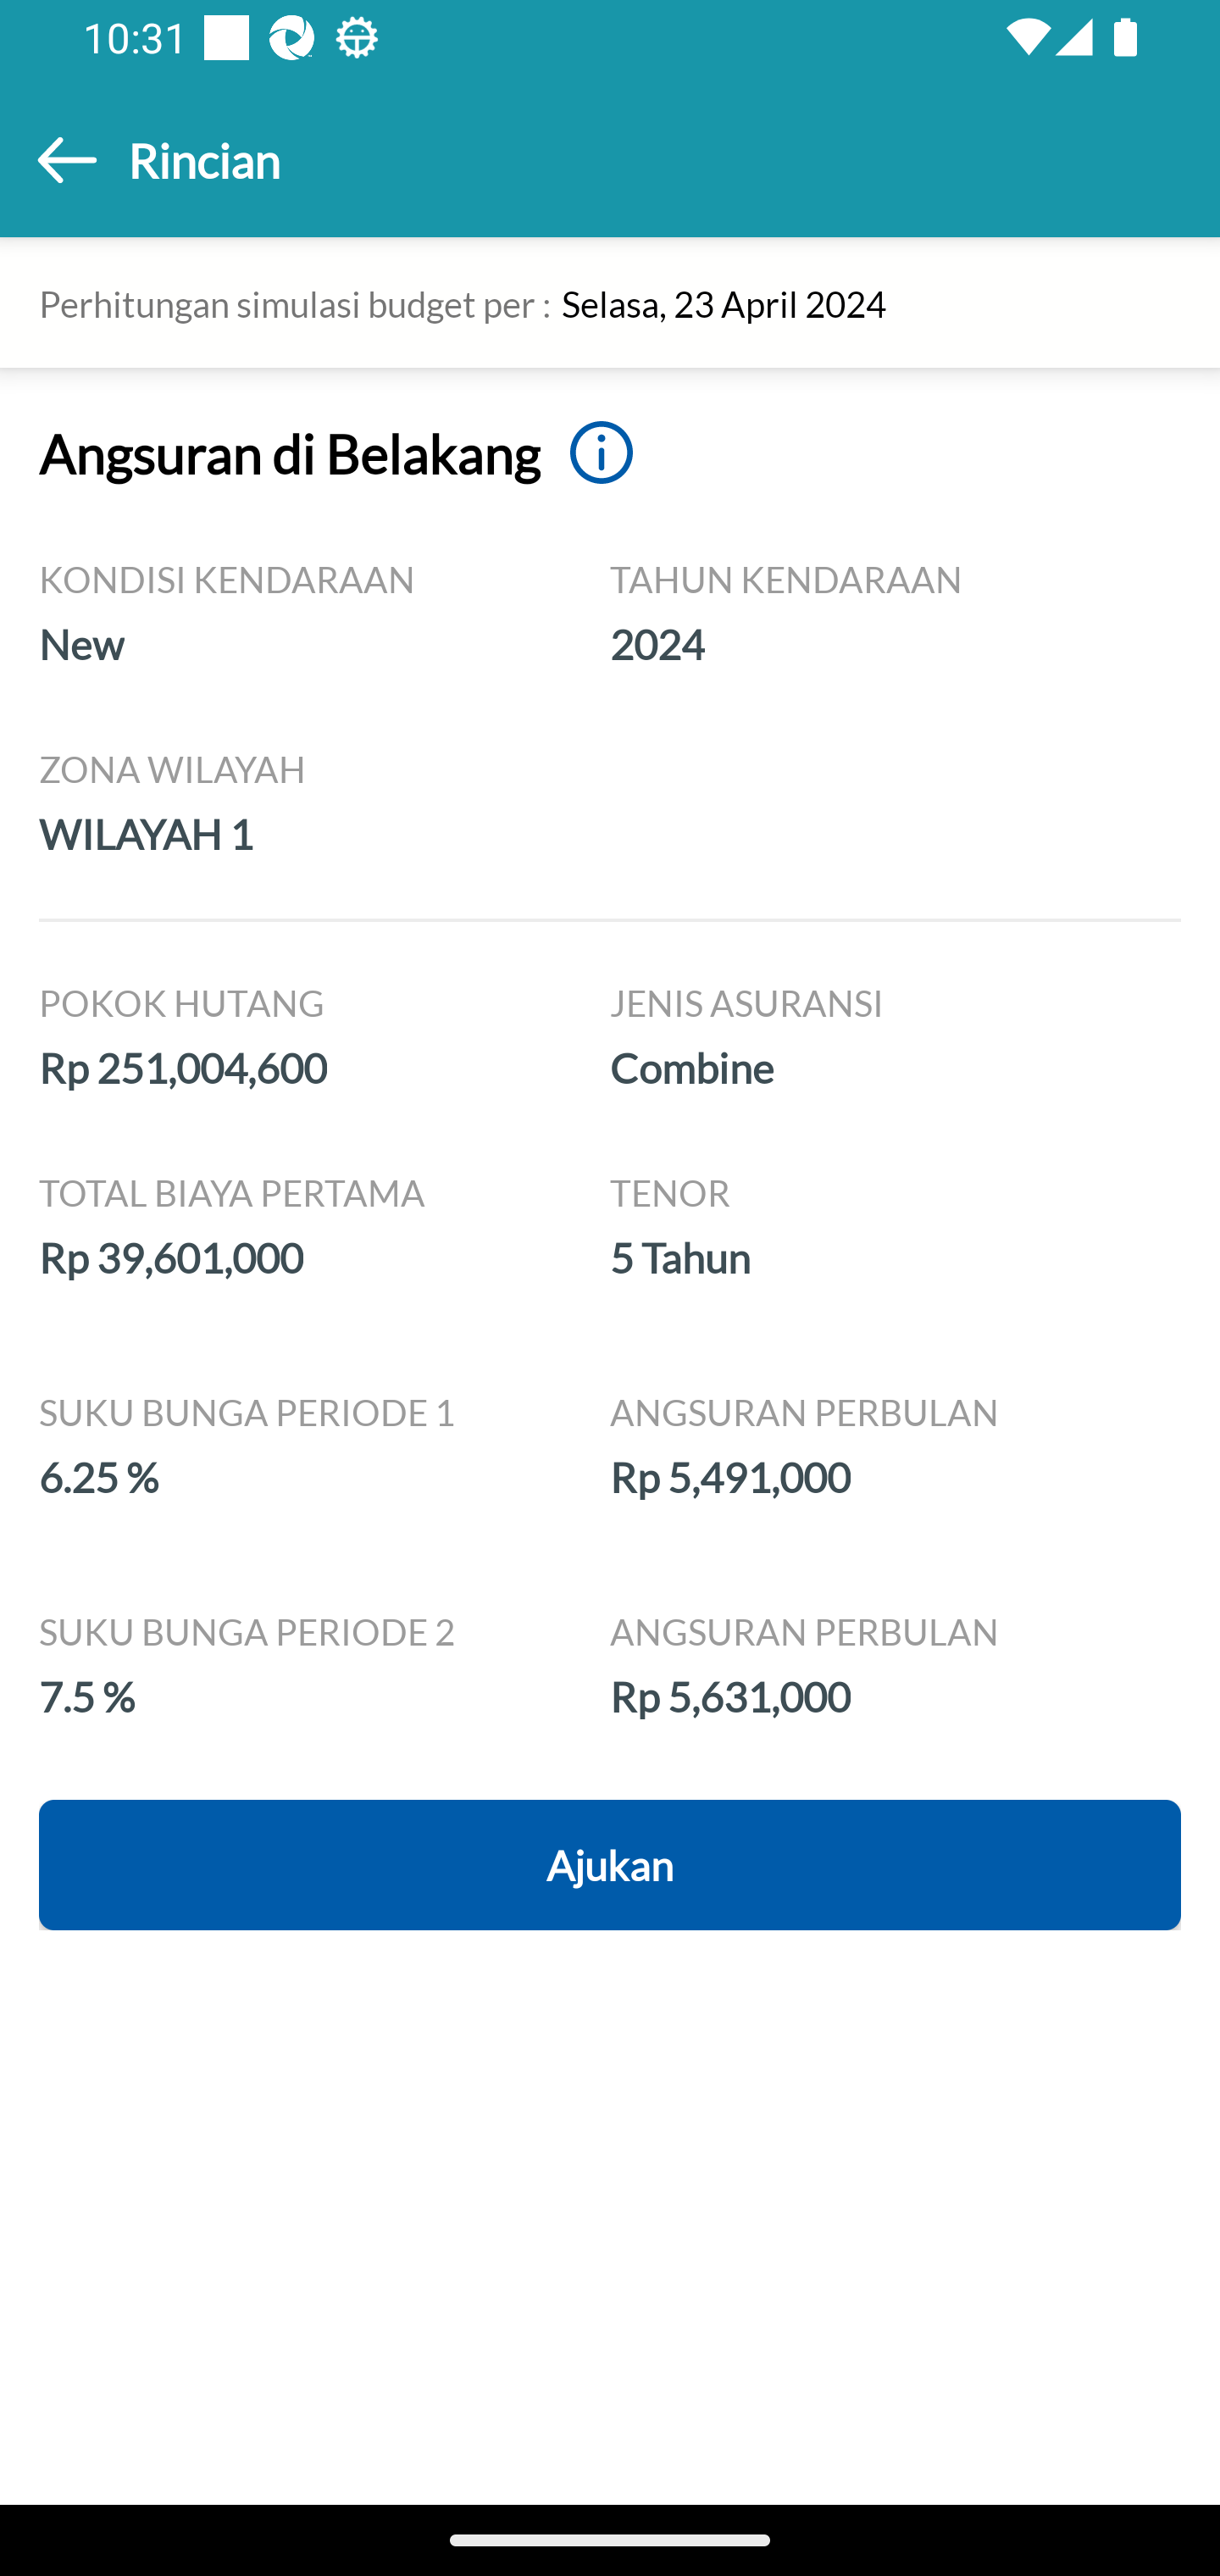 10:31
Rincian
Perhitungan simulasi budget per : Selasa, 23 April 2024
Angsuran di Belakang
KONDISI KENDARAAN
New
TAHUN KENDARAAN
2024
ZONA WILAYAH
WILAYAH 1
POKOK HUTANG
Rp 251,004,600
JENIS ASURANSI
Combine
TOTAL BIAYA PERTAMA
Rp 39,601,000
TENOR
5 Tahun
SUKU BUNGA PERIODE 1
6.25 %
ANGSURAN PERBULAN
Rp 5,491,000
SUKU BUNGA PERIODE 2
7.5 %
ANGSURAN PERBULAN
Rp 5,631,000
Ajukan